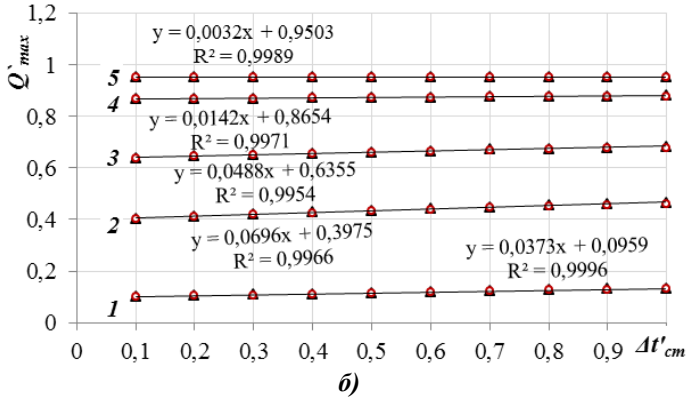 1,2
y = 0,0032x + 0,9503
R² = 0,9989
Q`max
1
5
4
0,8
y = 0,0142x + 0,8654
R² = 0,9971
3
0,6
y = 0,0488x + 0,6355
R² = 0,9954
0,4
2
y = 0,0696x + 0,3975
R² = 0,9966
y = 0,0373x + 0,0959
R² = 0,9996
0,2
1
0
0 0,1 0,2 0,3 0,4 0,5 0,6 0,7 0,8 0,9 Δt'ст
б)